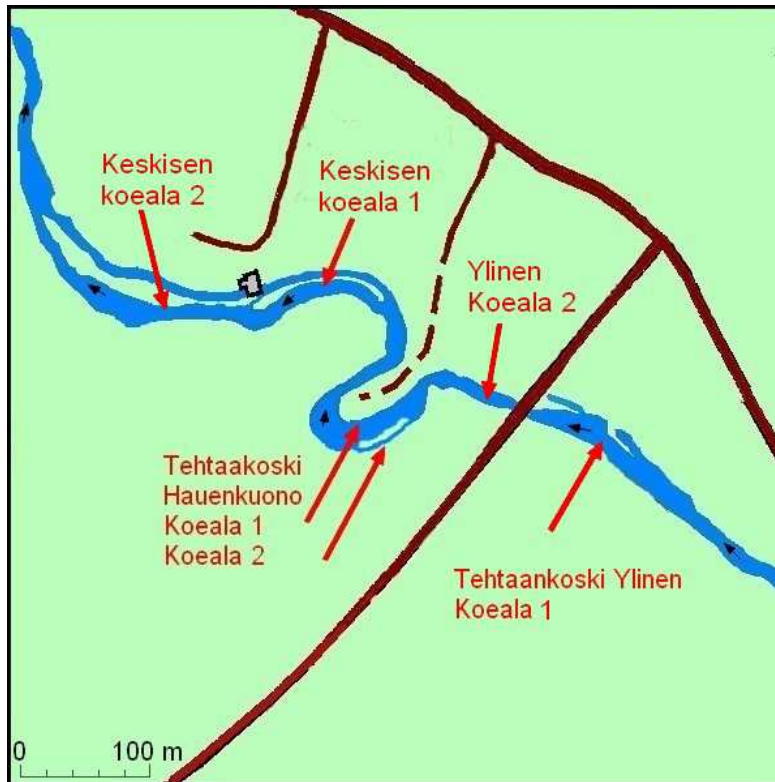 Keskisen
koeala 2
Keskisen
koeala 1
Ylinen
Koeala 2
Tehtaakoski
Hauenkuono
Koeala 1
Koeala 2
Tehtaankoski Ylinen
Koeala 1
0 100 m